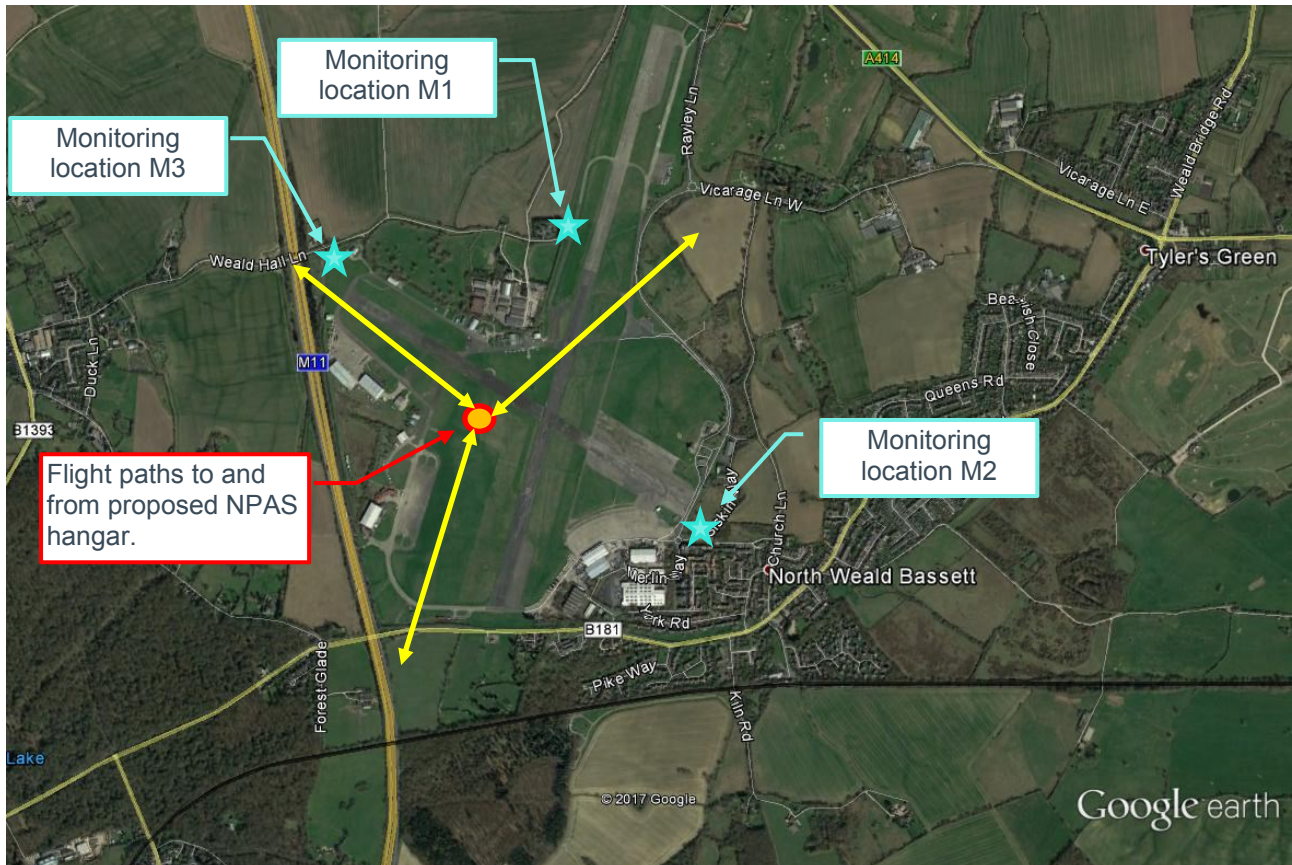 Monitoring
location M1
Monitoring
location M3
A414
Rayley Ln
Weald Bridge Rd
Vicarage Ln W
Vicarage Ln E
Weald Hall Ln
Tyler's Green
Duck Ln
M11
Close
Queens Rd
B1393
Monitoring
location M2
Flight paths to and
from proposed NPAS
hangar.
Church Ln
Merlin
North Weald Bassett
York Rd
B181
Pike Way
Forest Glade
Kiln Rd
Lake
© 2017 Google
Google earth